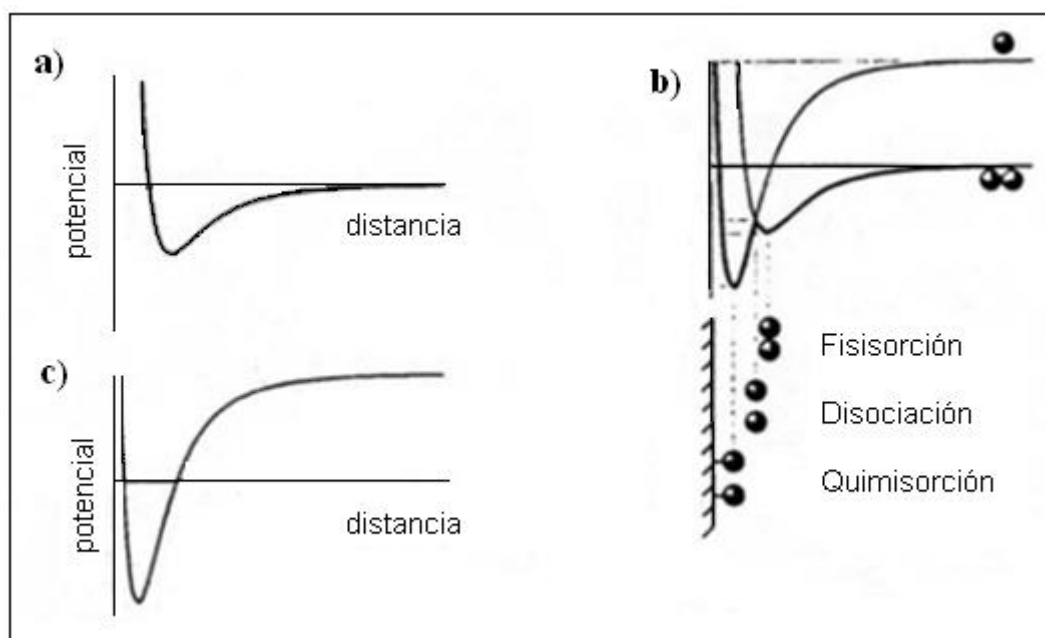 a)
potencial
distancia
b)
Fisisorción
Disociación
Quimisorción
c)
potencial
distancia